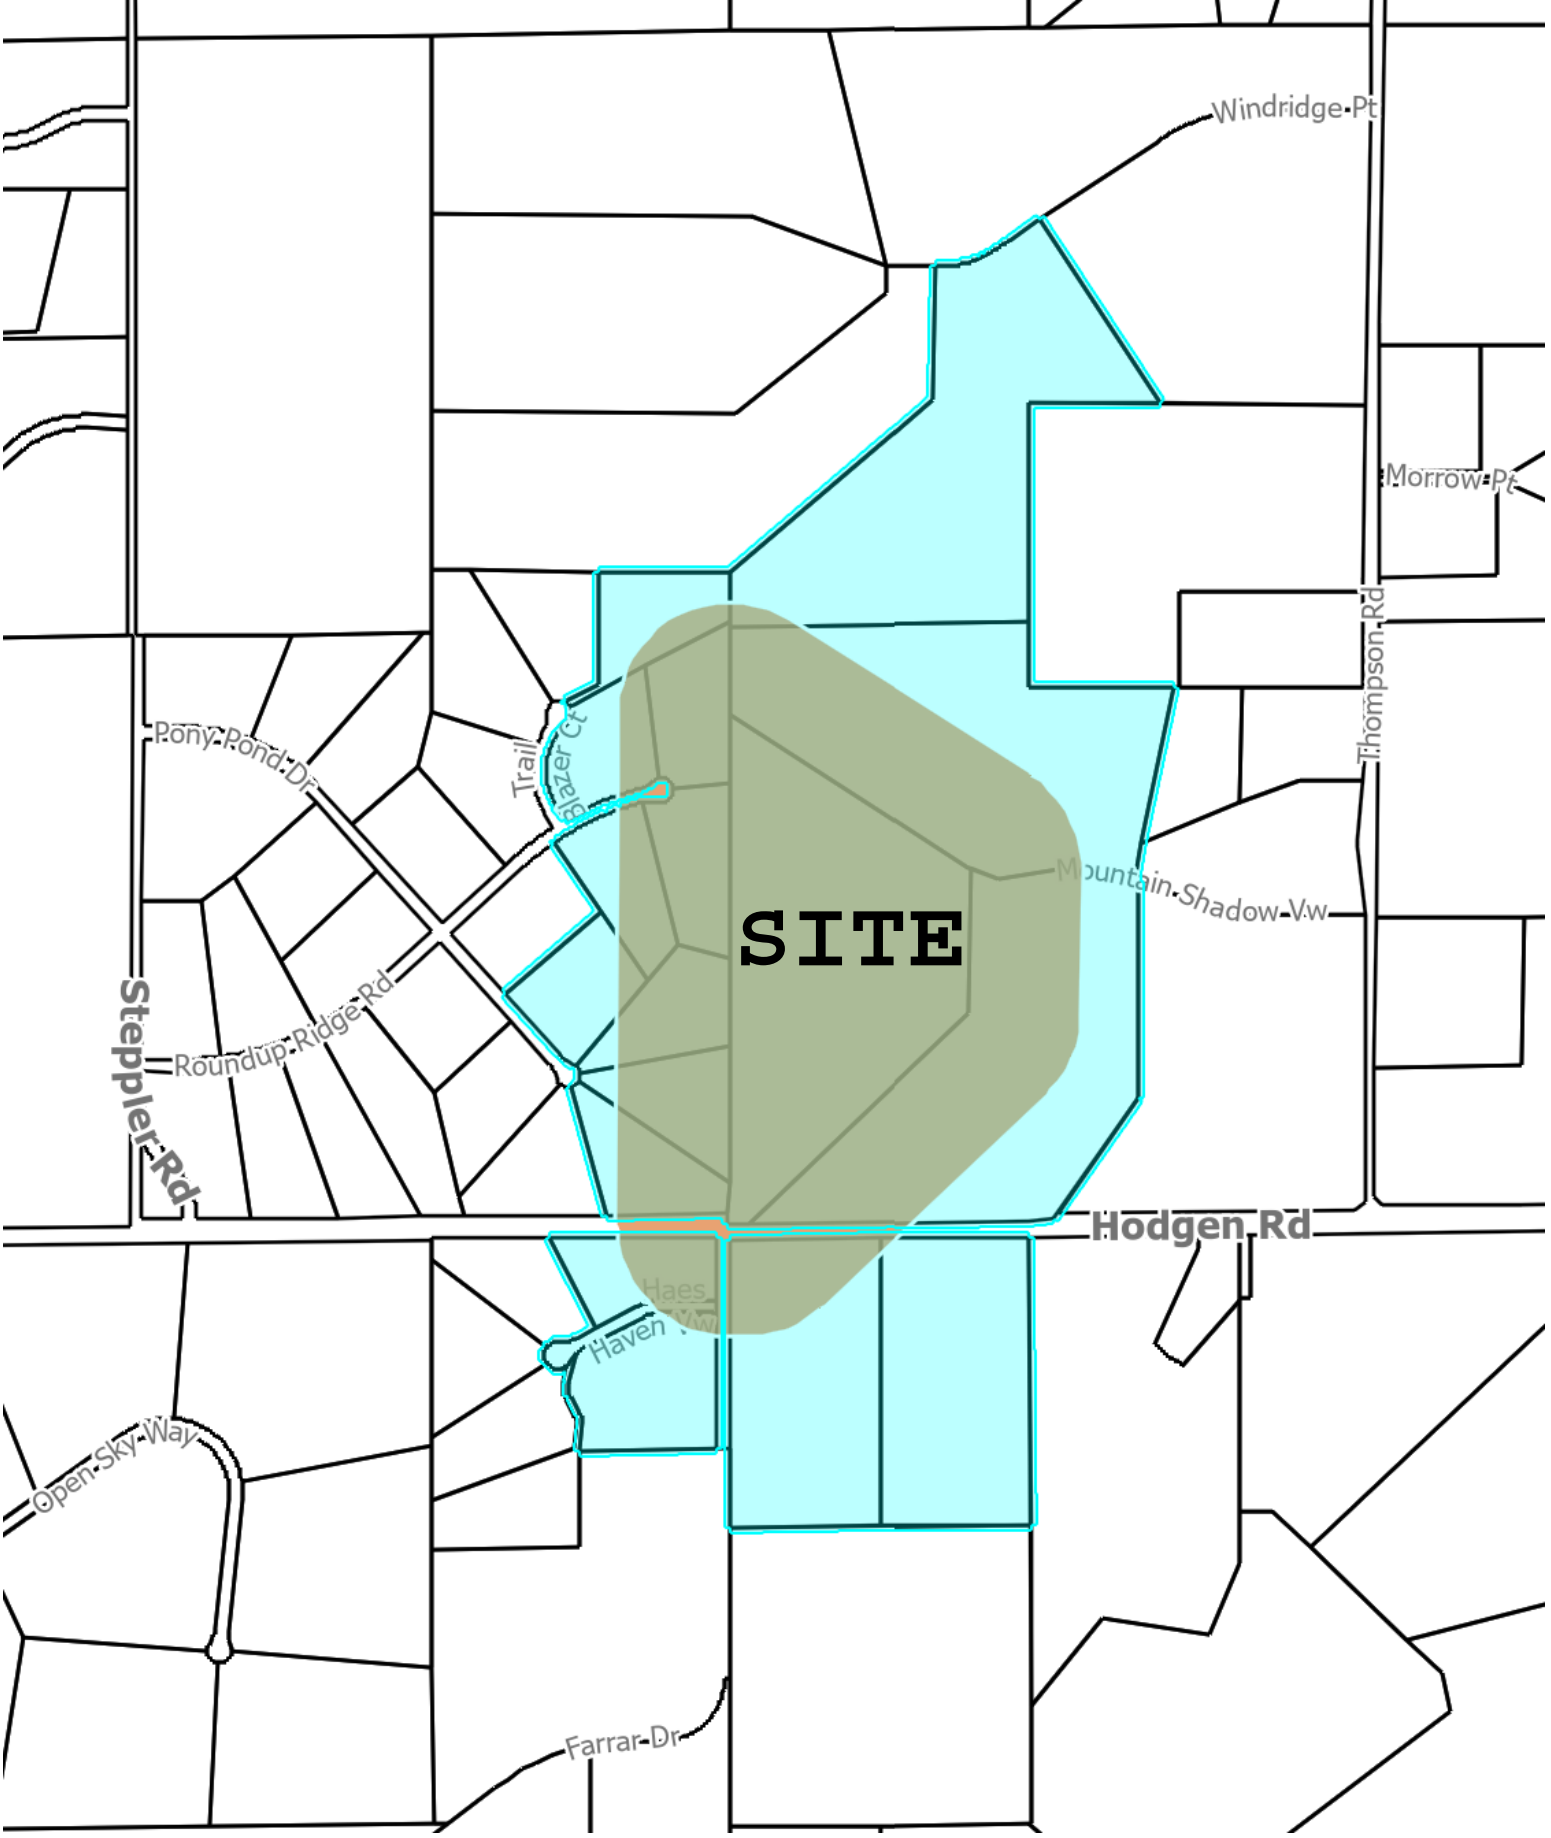 Windridge Pt
Morrow Pt
Thompson Rd
Pony Pond Dr
Trail
Blazer Ct
Mountain Shadow Vw
SITE
Steppler Rd
Roundup Ridge Rd
Hodgen Rd
Haes
Haven Vw
Open Sky Way
Farrar Dr